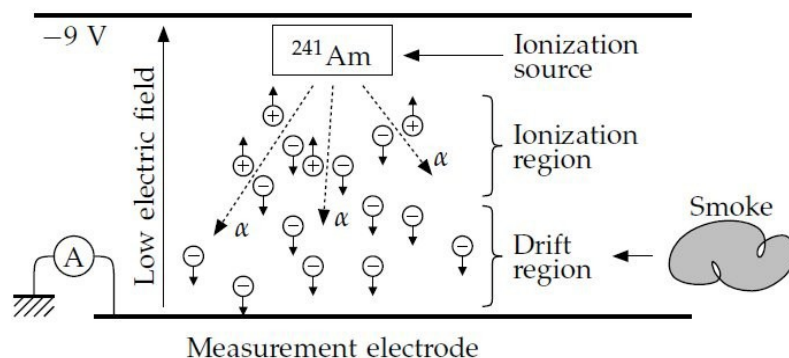 −9 V
Low electric field
²⁴¹Am
Ionization
source
+
+
−
+
−
+
−
−
α
−
−
α
−
−
α
−
−
−
−
−
−
Ionization
region
Drift
region
Smoke
A
Measurement electrode